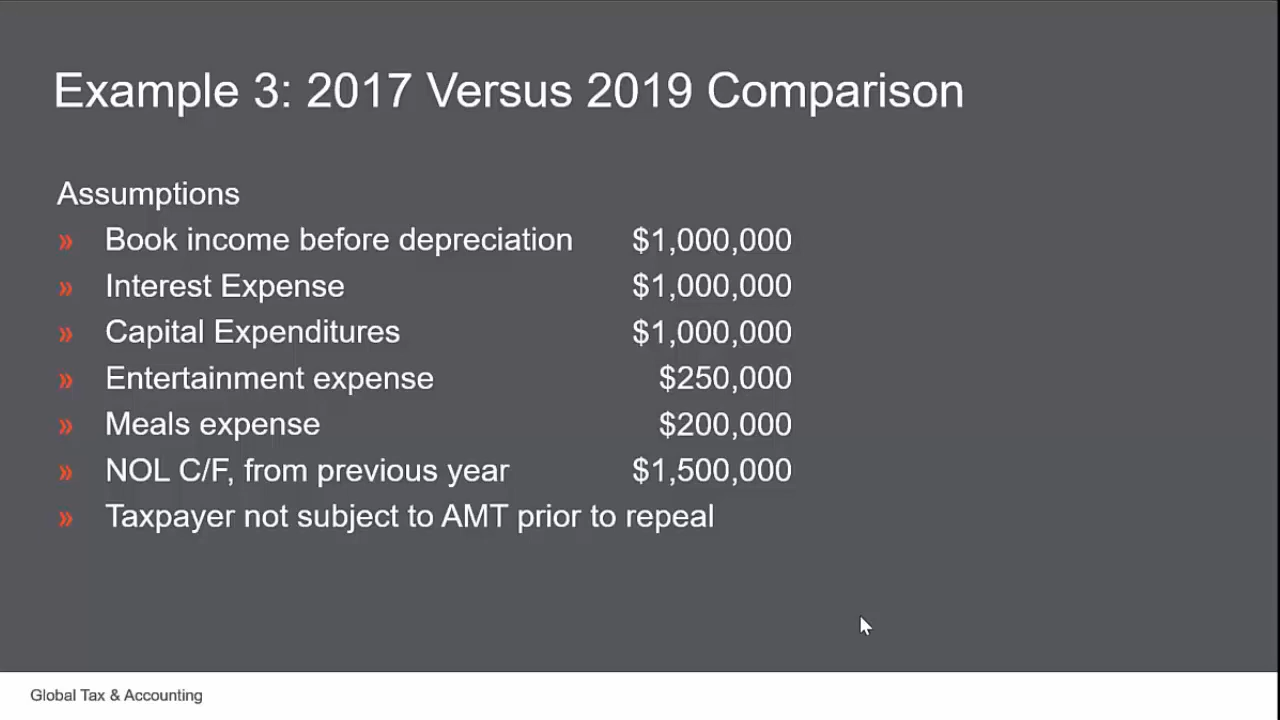 Example 3: 2017 Versus 2019 Comparison
Assumptions
» Book income before depreciation $1,000,000
» Interest Expense $1,000,000
» Capital Expenditures $1,000,000
» Entertainment expense $250,000
» Meals expense $200,000
» NOL C/F, from previous year $1,500,000
» Taxpayer not subject to AMT prior to repeal
Global Tax & Accounting